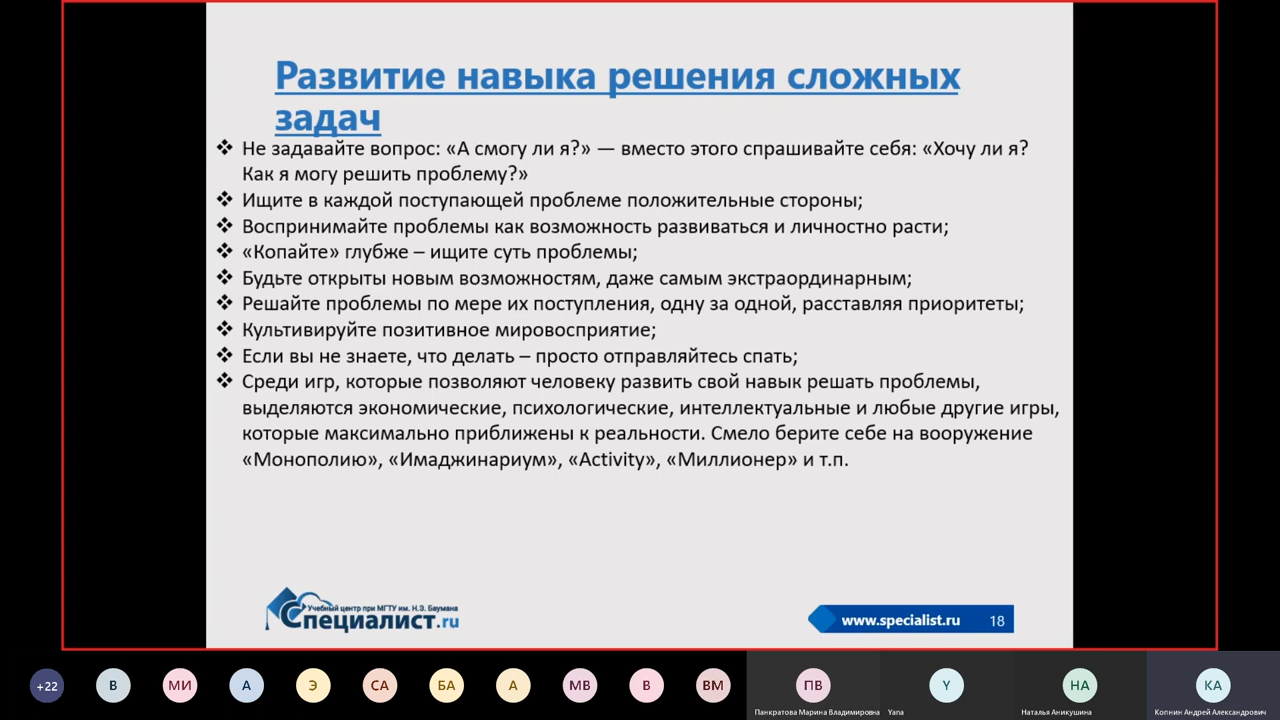 Развитие навыка решения сложных
задач
❖ Не задавайте вопрос: «А смогу ли я?» — вместо этого спрашивайте себя: «Хочу ли я?
Как я могу решить проблему?»
❖ Ищите в каждой поступающей проблеме положительные стороны;
❖ Воспринимайте проблемы как возможность развиваться и личностно расти;
❖ «Копайте» глубже – ищите суть проблемы;
❖ Будьте открыты новым возможностям, даже самым экстраординарным;
❖ Решайте проблемы по мере их поступления, одну за одной, расставляя приоритеты;
❖ Культивируйте позитивное мировосприятие;
❖ Если вы не знаете, что делать – просто отправляйтесь спать;
❖ Среди игр, которые позволяют человеку развить свой навык решать проблемы,
выделяются экономические, психологические, интеллектуальные и любые другие игры,
которые максимально приближены к реальности. Смело берите себе на вооружение
«Монополию», «Имаджинариум», «Activity», «Миллионер» и т.п.
Учебный центр при МГТУ им. Н.Э. Баумана
Специалист.ru
www.specialist.ru 18
+22 В МИ А Э СА БА А МВ В ВМ ПВ Y НА КА
Панкратова Марина Владимировна Yana Наталья Аникушина Копнин Андрей Александрович